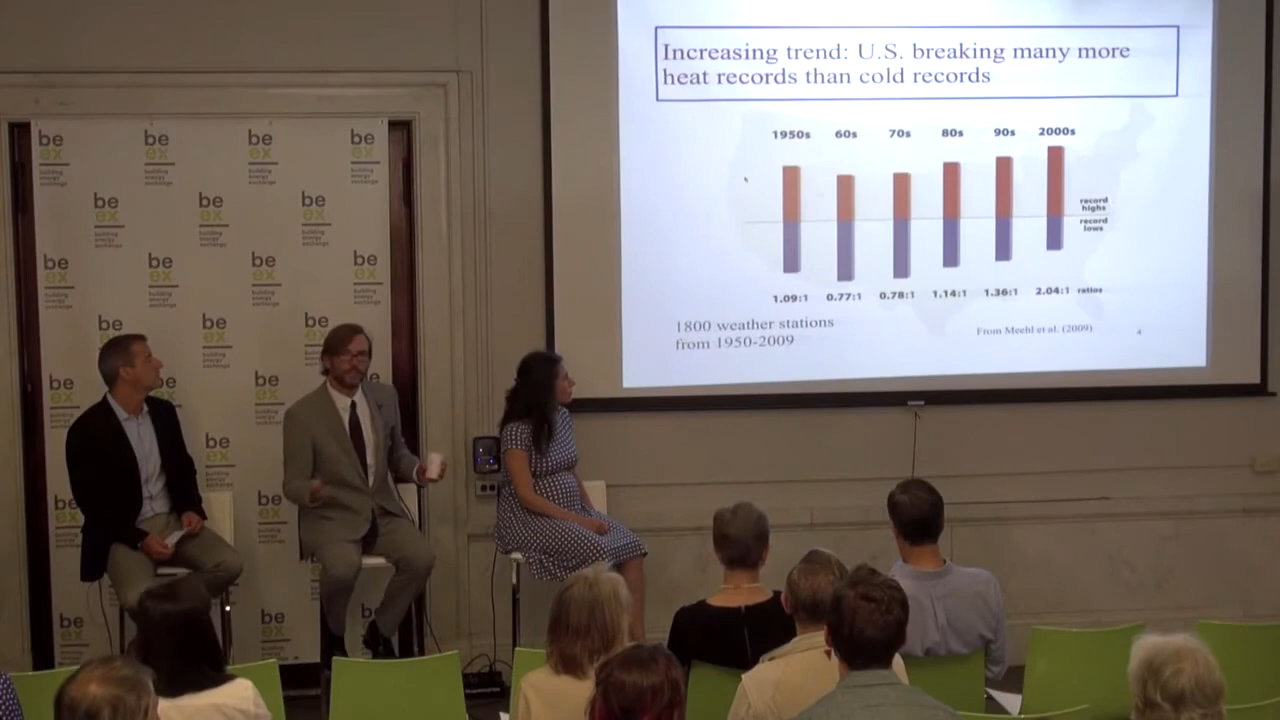 Increasing trend: U.S. breaking many more
heat records than cold records
1950s 60s 70s 80s 90s 2000s
record
highs
record
lows
1.09:1 0.77:1 0.78:1 1.14:1 1.36:1 2.04:1 ratios
1800 weather stations
from 1950-2009
From Meehl et al. (2009)
4
be
ex
building
energy
exchange